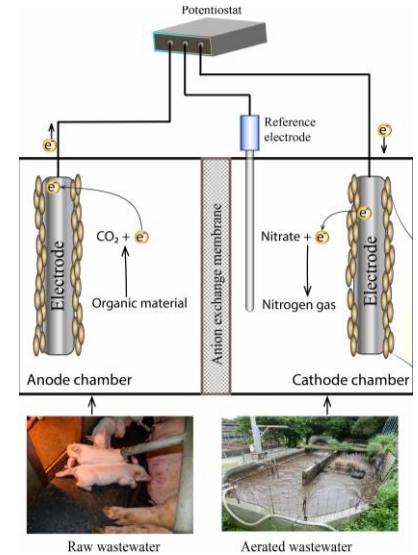 Potentiostat
Reference
electrode
e⁻
e⁻
e⁻
e⁻
CO₂ + e⁻
Nitrate + e⁻
Electrode
Organic material
Anion exchange membrane
Nitrogen gas
Electrode
Anode chamber
Cathode chamber
Raw wastewater
Aerated wastewater